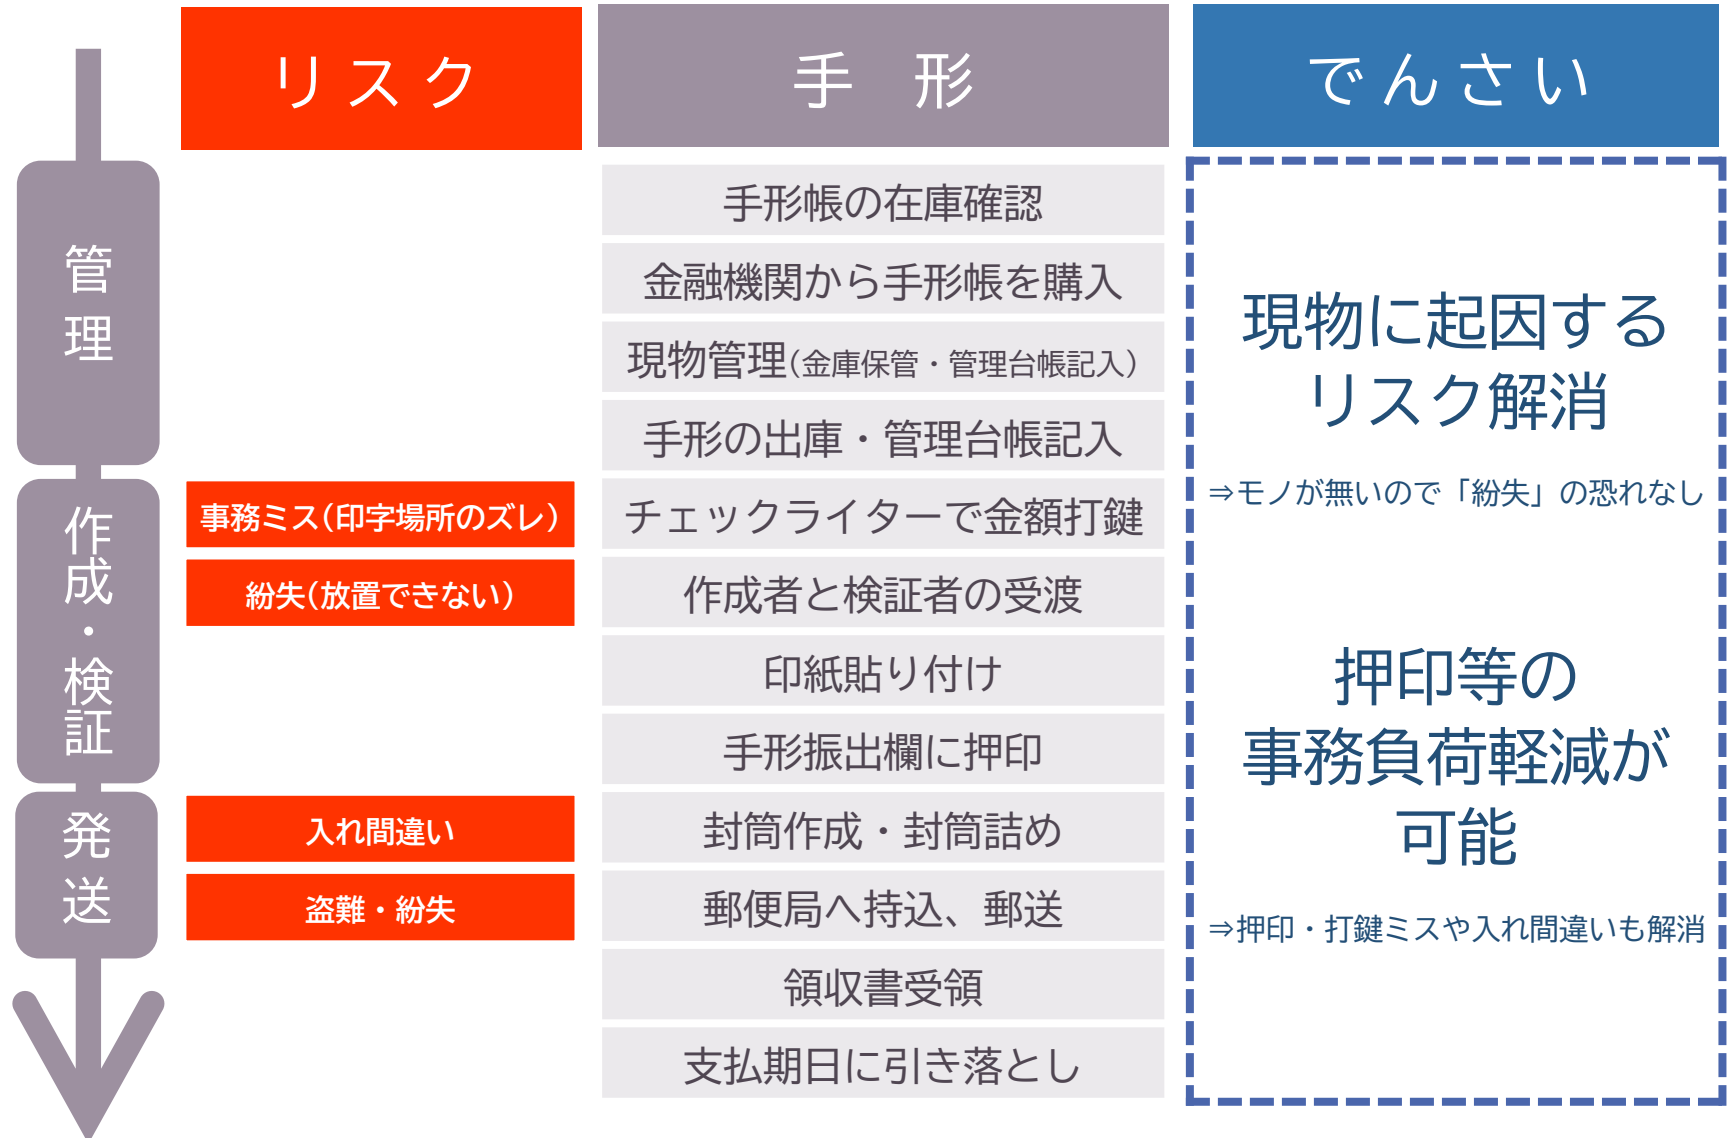 リスク
手 形
でんさい
管理
作成・検証
発送
事務ミス(印字場所のズレ)
紛失(放置できない)
入れ間違い
盗難・紛失
手形帳の在庫確認
金融機関から手形帳を購入
現物管理(金庫保管・管理台帳記入)
手形の出庫・管理台帳記入
チェックライターで金額打鍵
作成者と検証者の受渡
印紙貼り付け
手形振出欄に押印
封筒作成・封筒詰め
郵便局へ持込、郵送
領収書受領
支払期日に引き落とし
現物に起因する
リスク解消
⇒モノが無いので「紛失」の恐れなし
押印等の
事務負荷軽減が
可能
⇒押印・打鍵ミスや入れ間違いも解消